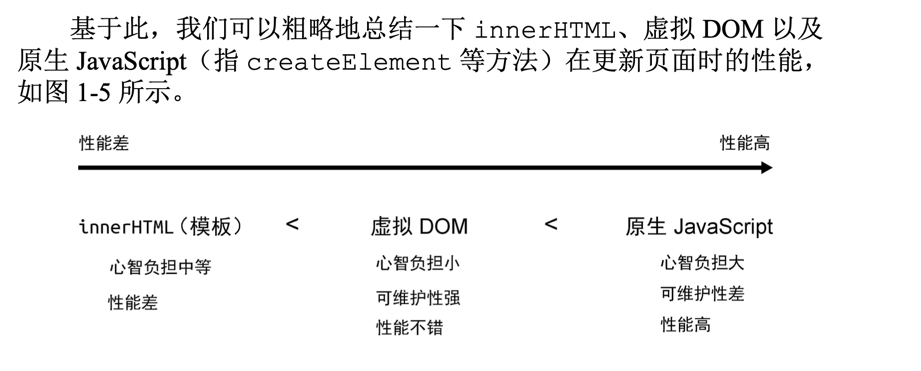 基于此，我们可以粗略地总结一下 innerHTML、虚拟 DOM 以及
原生 JavaScript（指 createElement 等方法）在更新页面时的性能，
如图 1-5 所示。
性能差 性能高
innerHTML（模板） < 虚拟 DOM < 原生 JavaScript
心智负担中等 心智负担小 心智负担大
性能差 可维护性强 可维护性差
性能不错 性能高